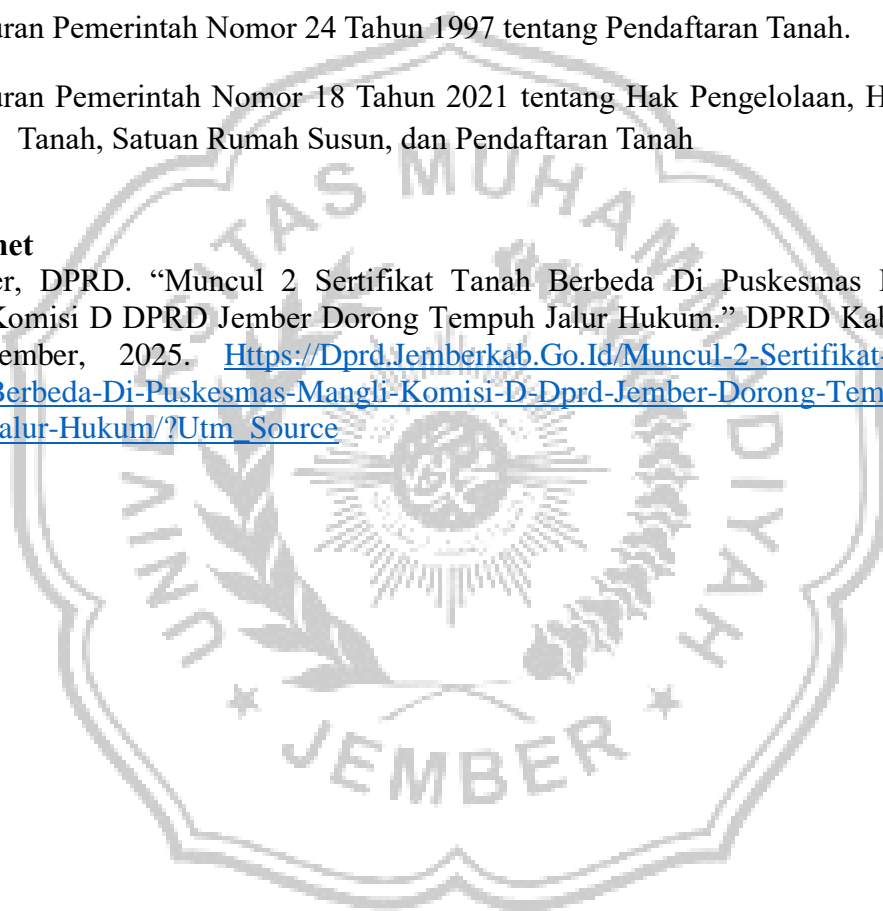 uran Pemerintah Nomor 24 Tahun 1997 tentang Pendaftaran Tanah.
uran Pemerintah Nomor 18 Tahun 2021 tentang Hak Pengelolaan, H
Tanah, Satuan Rumah Susun, dan Pendaftaran Tanah
net
er, DPRD. “Muncul 2 Sertifikat Tanah Berbeda Di Puskesmas
Komisi D DPRD Jember Dorong Tempuh Jalur Hukum.” DPRD Kab
ember, 2025. Https://Dprd.Jemberkab.Go.Id/Muncul-2-Sertifikat-
Berbeda-Di-Puskesmas-Mangli-Komisi-D-Dprd-Jember-Dorong-Tem
alur-Hukum/?Utm_Source
UNIVERSITAS MUHAMMADIYAH
JEMBER